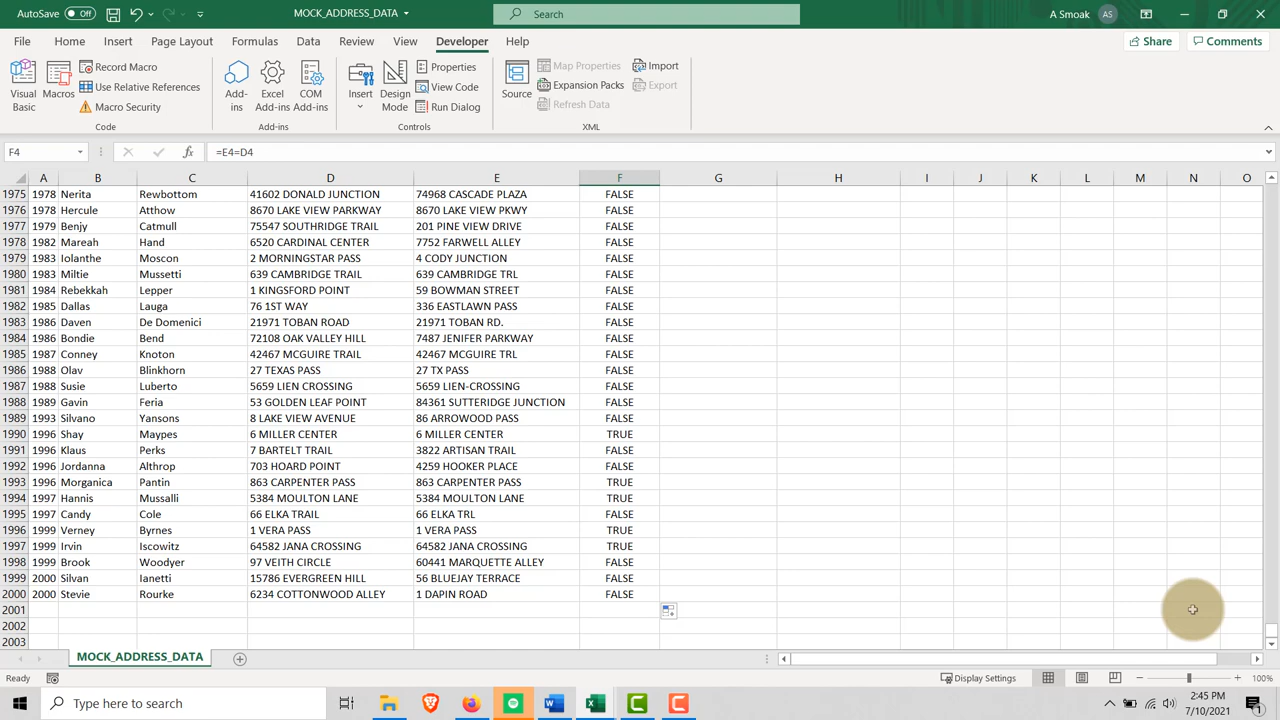 AutoSave Off MOCK_ADDRESS_DATA Search A Smoak AS
File Home Insert Draw Page Layout Formulas Data Review View Developer Help Share Comments
Visual Basic Macros Record Macro Use Relative References Macro Security Add-ins Excel Add-ins COM Add-ins Insert Design Mode Properties View Code Run Dialog Source Map Properties Expansion Packs Refresh Data Import Export
Code Add-ins Controls XML
F4 fx =E4=D4
A B C D E F G H I J K L M N O
1975 1978 Nerita Rewbottom 41602 DONALD JUNCTION 74968 CASCADE PLAZA FALSE
1976 1978 Hercule Atthow 8670 LAKE VIEW PARKWAY 8670 LAKE VIEW PKWY FALSE
1977 1979 Benjy Catmull 75547 SOUTHRIDGE TRAIL 201 PINE VIEW DRIVE FALSE
1978 1982 Mareah Hand 6520 CARDINAL CENTER 7752 FARWELL ALLEY FALSE
1979 1983 Iolanthe Moscon 2 MORNINGSTAR PASS 4 CODY JUNCTION FALSE
1980 1983 Miltie Mussetti 639 CAMBRIDGE TRAIL 639 CAMBRIDGE TRL FALSE
1981 1984 Rebekkah Lepper 1 KINGSFORD POINT 59 BOWMAN STREET FALSE
1982 1985 Dallas Lauga 76 1ST WAY 336 EASTLAWN PASS FALSE
1983 1986 Daven De Domenici 21971 TOBAN ROAD 21971 TOBAN RD. FALSE
1984 1986 Bondie Bend 72108 OAK VALLEY HILL 7487 JENIFER PARKWAY FALSE
1985 1987 Conney Knoton 42467 MCGUIRE TRAIL 42467 MCGUIRE TRL FALSE
1986 1988 Olav Blinkhorn 27 TEXAS PASS 27 TX PASS FALSE
1987 1988 Susie Luberto 5659 LIEN CROSSING 5659 LIEN-CROSSING FALSE
1988 1989 Gavin Feria 53 GOLDEN LEAF POINT 84361 SUTTERIDGE JUNCTION FALSE
1989 1993 Silvano Yansons 8 LAKE VIEW AVENUE 86 ARROWOOD PASS FALSE
1990 1996 Shay Maypes 6 MILLER CENTER 6 MILLER CENTER TRUE
1991 1996 Klaus Perks 7 BARTELT TRAIL 3822 ARTISAN TRAIL FALSE
1992 1996 Jordanna Althrop 703 HOARD POINT 4259 HOOKER PLACE FALSE
1993 1996 Morganica Pantin 863 CARPENTER PASS 863 CARPENTER PASS TRUE
1994 1997 Hannis Mussalli 5384 MOULTON LANE 5384 MOULTON LANE TRUE
1995 1997 Candy Cole 66 ELKA TRAIL 66 ELKA TRL FALSE
1996 1999 Verney Byrnes 1 VERA PASS 1 VERA PASS TRUE
1997 1999 Irvin Iscowitz 64582 JANA CROSSING 64582 JANA CROSSING TRUE
1998 1999 Brook Woodyer 97 VEITH CIRCLE 60441 MARQUETTE ALLEY FALSE
1999 2000 Silvan Ianetti 15786 EVERGREEN HILL 56 BLUEJAY TERRACE FALSE
2000 2000 Stevie Rourke 6234 COTTONWOOD ALLEY 1 DAPIN ROAD FALSE
2001
2002
2003
MOCK_ADDRESS_DATA
Ready Display Settings 100%
Type here to search 2:45 PM
7/10/2021